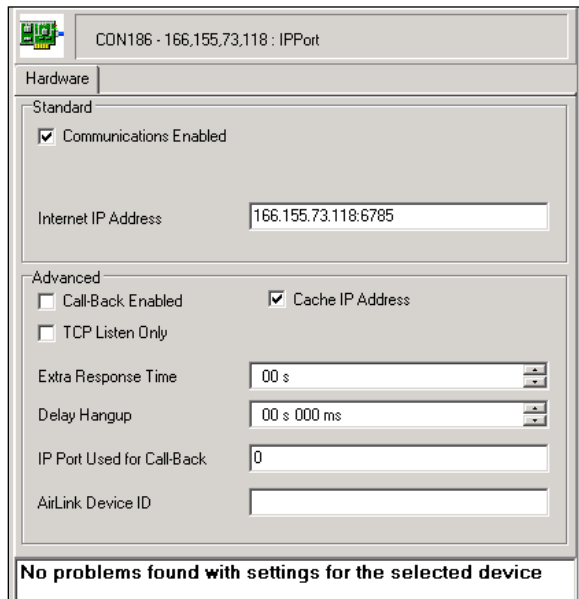 CON186 - 166,155,73,118 : IPPort
Hardware
Standard
Communications Enabled
Internet IP Address 166.155.73.118:6785
Advanced
Call-Back Enabled Cache IP Address
TCP Listen Only
Extra Response Time 00 s
Delay Hangup 00 s 000 ms
IP Port Used for Call-Back 0
AirLink Device ID
No problems found with settings for the selected device